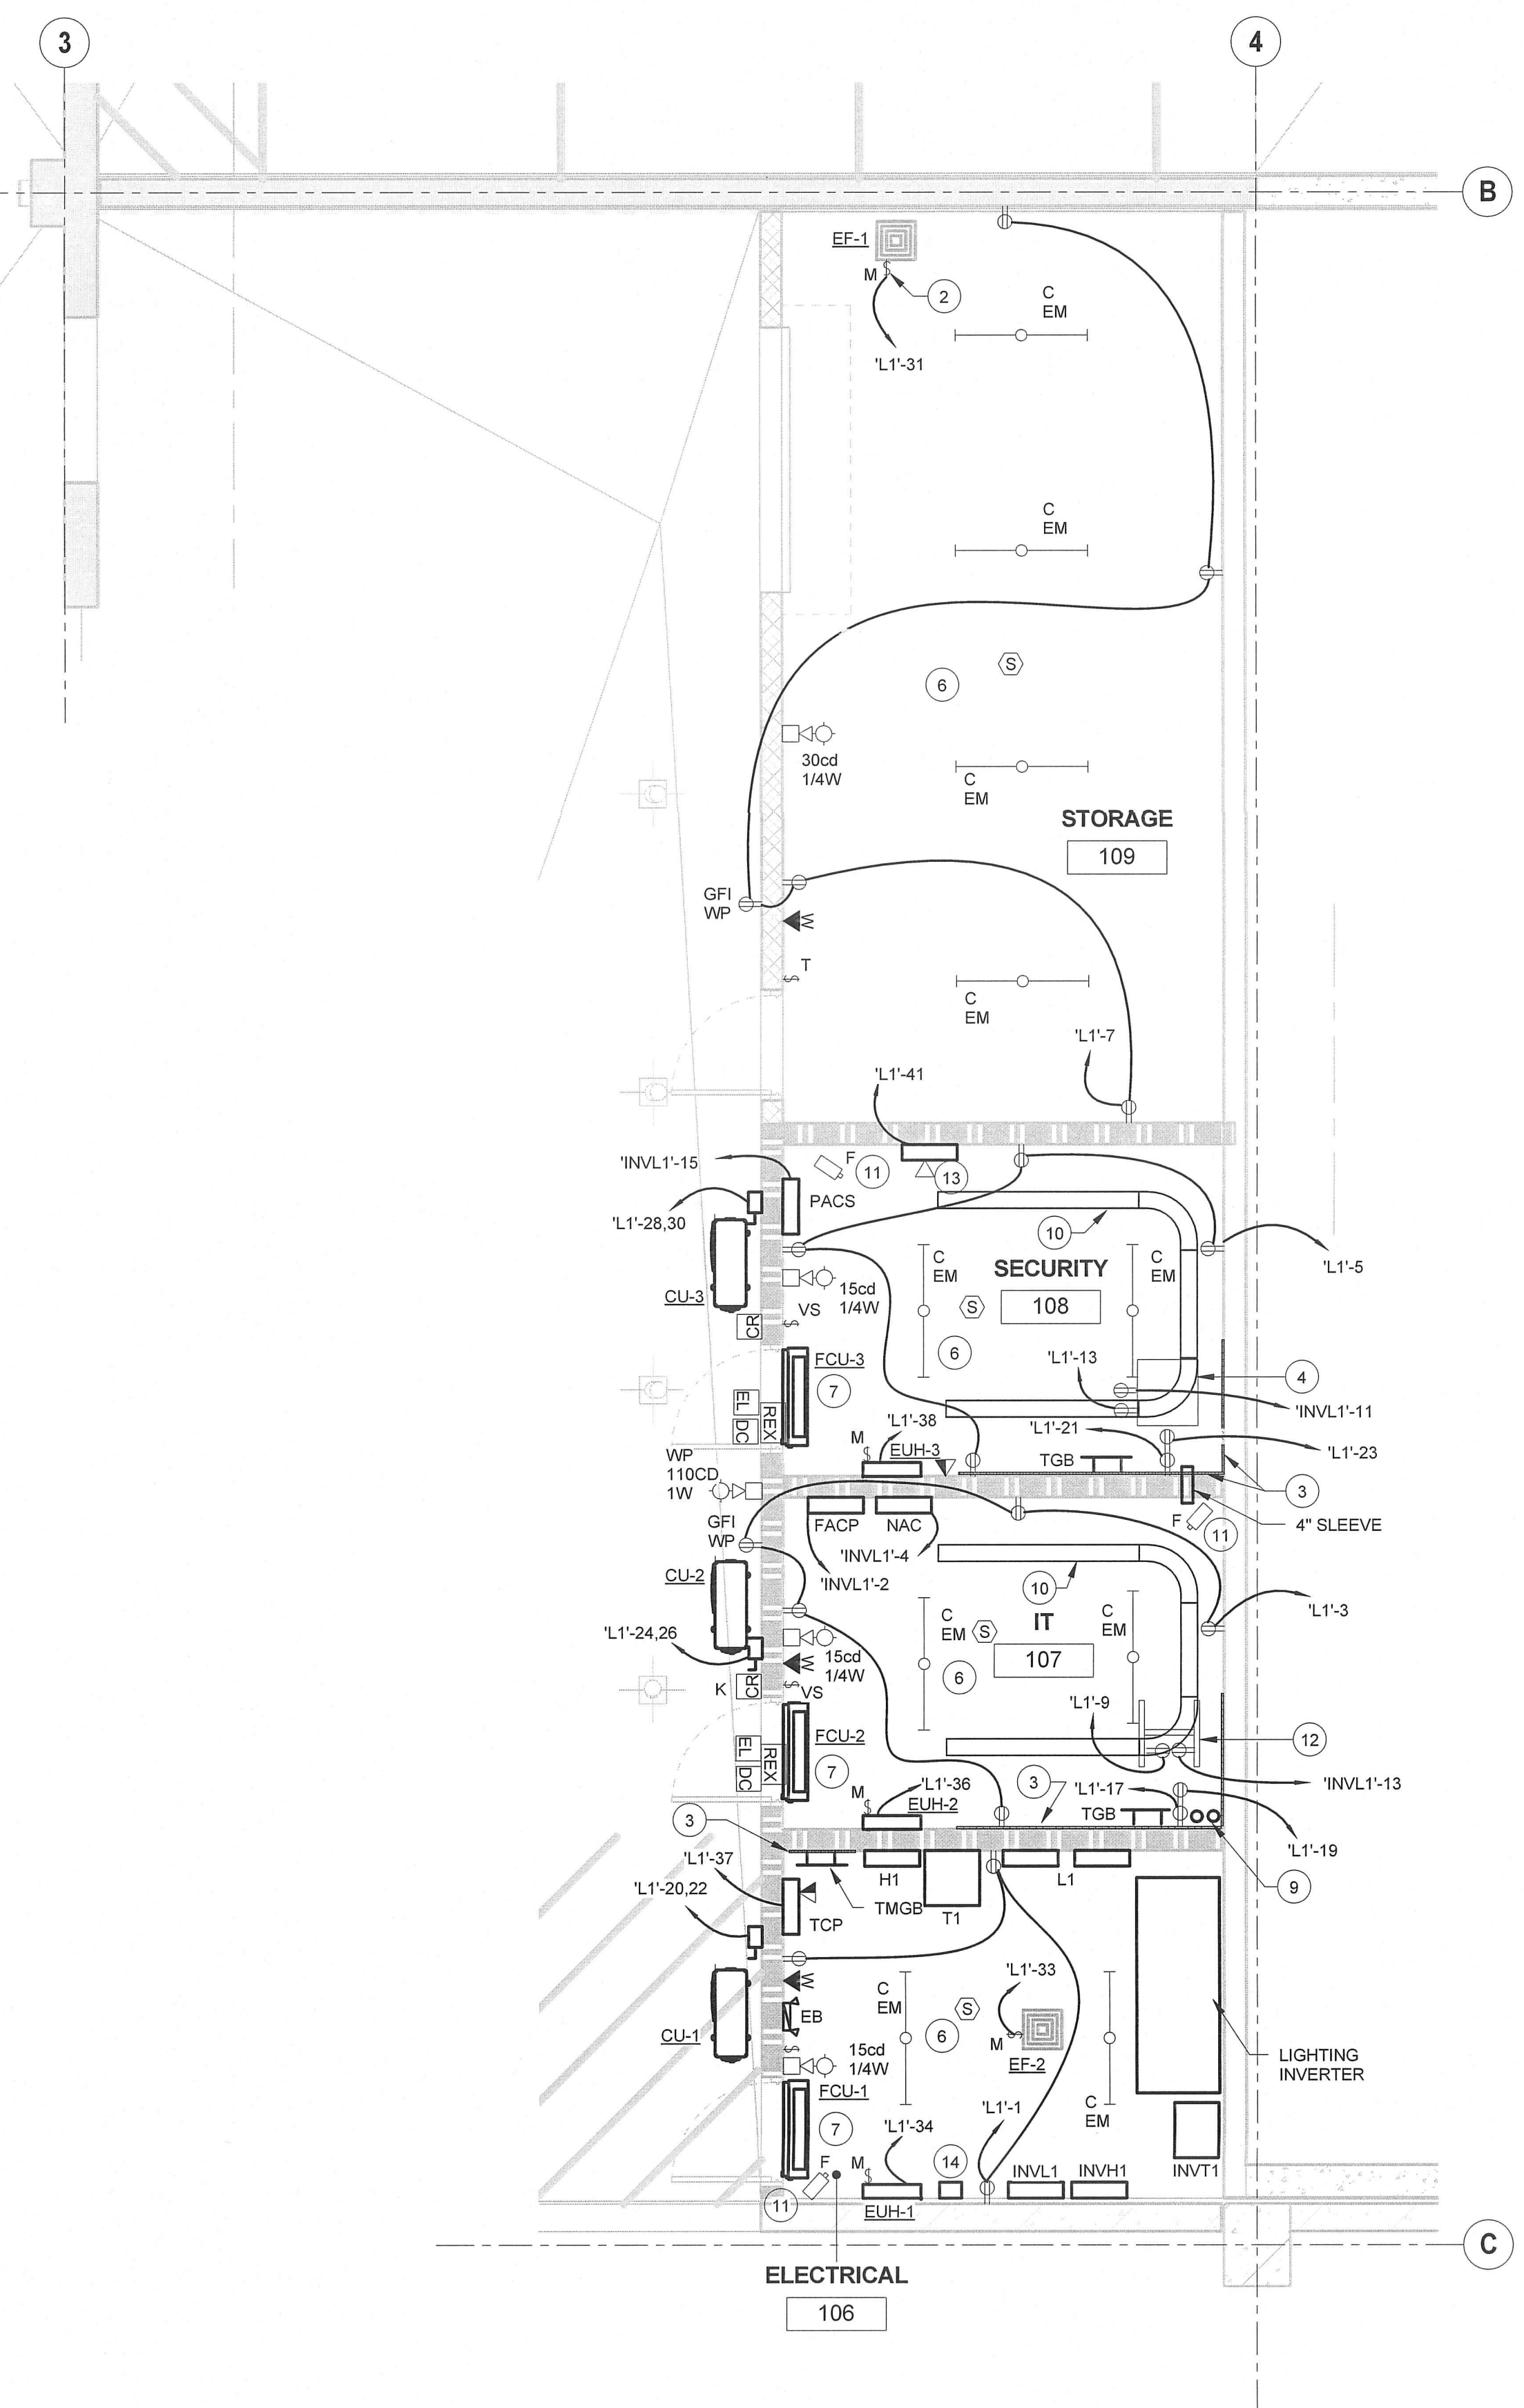 3
4
B
EF-1
M $
2
'L1'-31
C
EM
C
EM
S
6
30cd
1/4W
C
EM
STORAGE
109
GFI
WP
W
T
$
C
EM
'L1'-7
'L1'-41
'INVL1'-15
F
11
13
PACS
'L1'-28,30
10
C
EM
SECURITY
C
EM
'L1'-5
CU-3
15cd
1/4W
VS
$
S
108
CR
6
FCU-3
7
'L1'-13
4
EL
DC
REX
'INVL1'-11
M
$
'L1'-38
EUH-3
'L1'-21
'L1'-23
WP
110CD
1W
TGB
3
FACP
NAC
F
11
4" SLEEVE
GFI
WP
'INVL1'-4
'INVL1'-2
CU-2
10
C
EM
S
IT
C
EM
'L1'-3
'L1'-24,26
15cd
1/4W
W
107
K
CR
$
VS
6
'L1'-9
FCU-2
EL
DC
REX
7
12
'L1'-36
M
$
EUH-2
3
'L1'-17
'INVL1'-13
TGB
3
'L1'-37
'L1'-19
H1
L1
9
'L1'-20,22
TMGB
T1
TCP
W
'L1'-33
C
EM
S
EB
6
M
$
CU-1
$
15cd
1/4W
EF-2
LIGHTING
INVERTER
FCU-1
7
C
EM
'L1'-34
'L1'-1
F
M
$
14
INVL1
INVH1
INVT1
11
EUH-1
C
ELECTRICAL
106